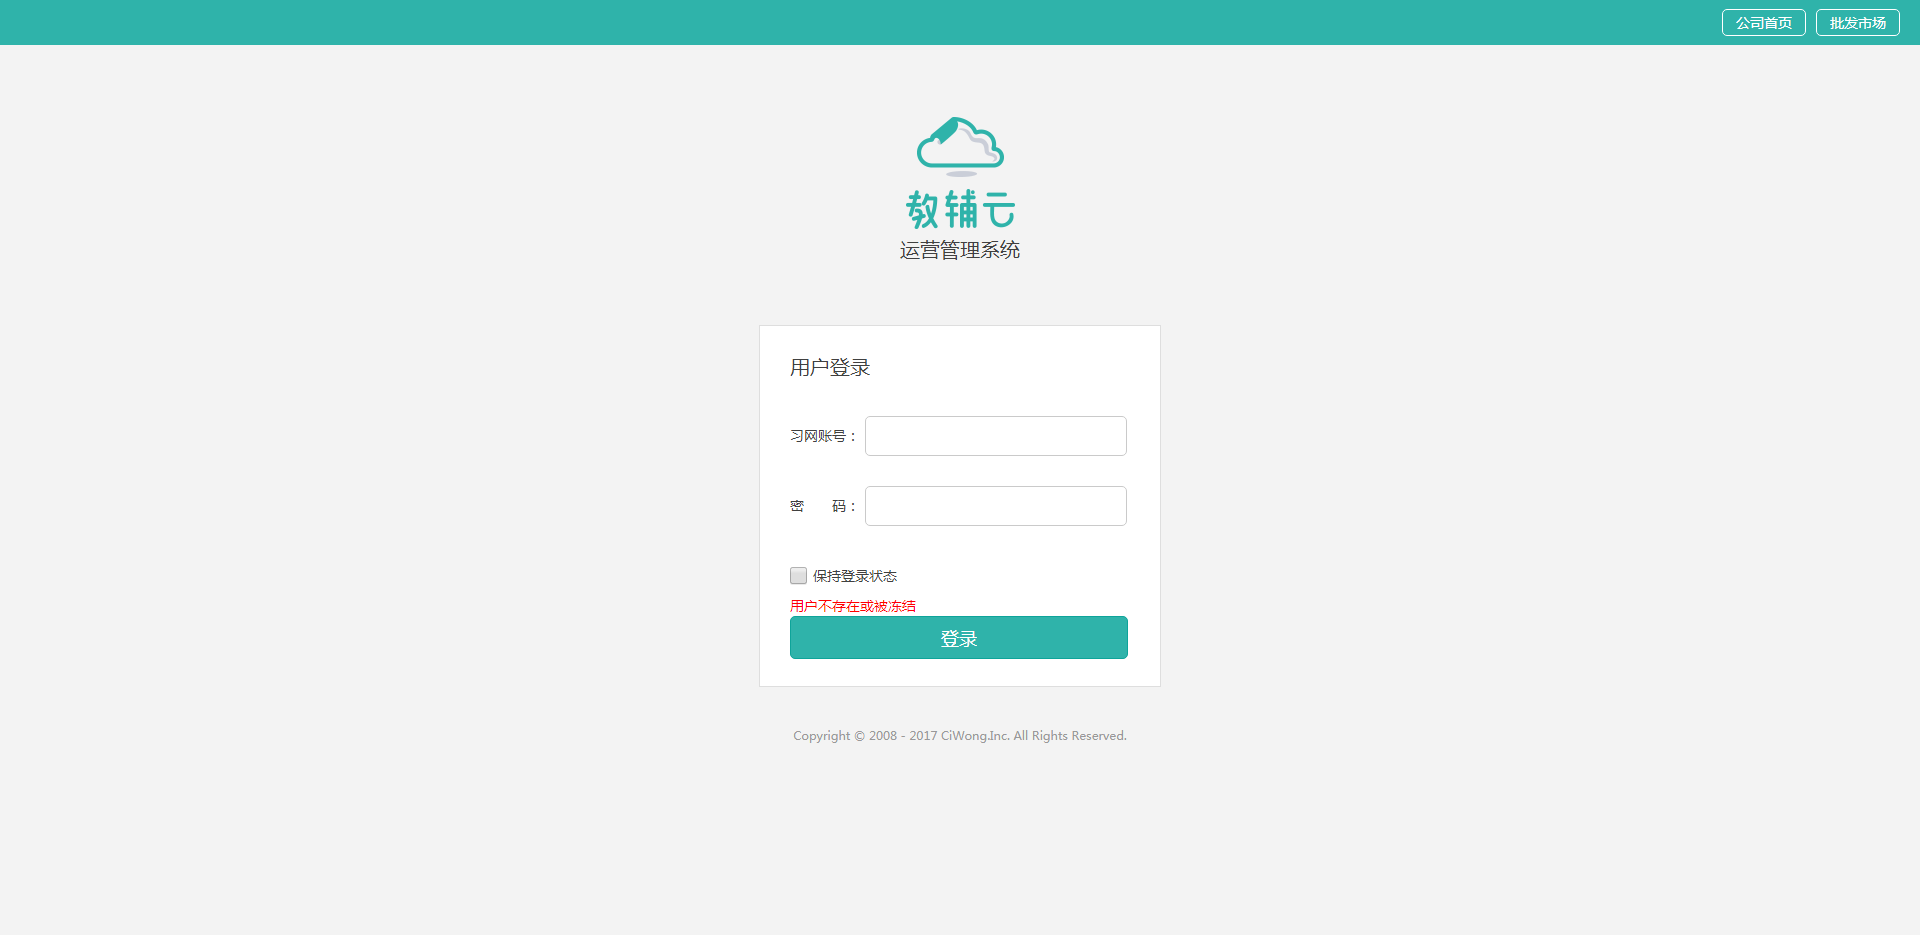 公司首页 批发市场
教辅云
运营管理系统
用户登录
习网账号：
密　　码：
保持登录状态
用户不存在或被冻结
登录
Copyright © 2008 - 2017 CiWong.Inc. All Rights Reserved.